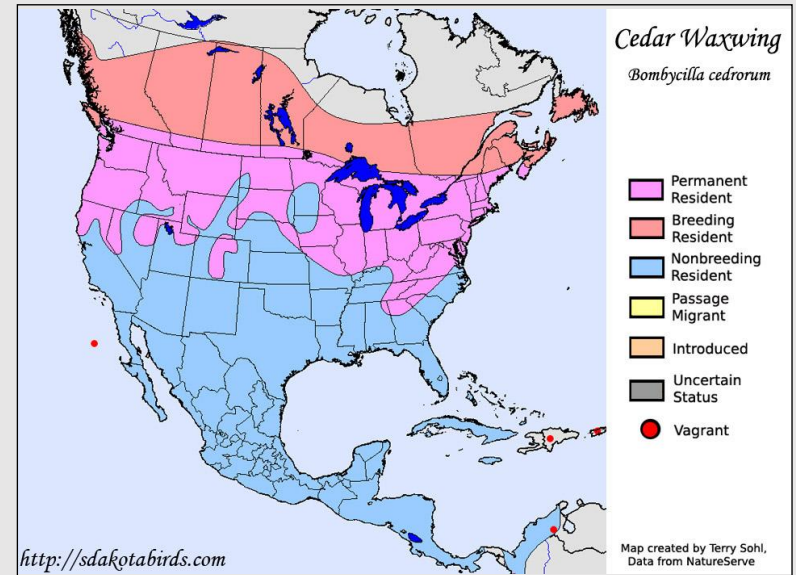 Cedar Waxwing
Bombycilla cedrorum
Permanent
Resident
Breeding
Resident
Nonbreeding
Resident
Passage
Migrant
Introduced
Uncertain
Status
Vagrant
Map created by Terry Sohl,
Data from NatureServe
http://sdakotabirds.com